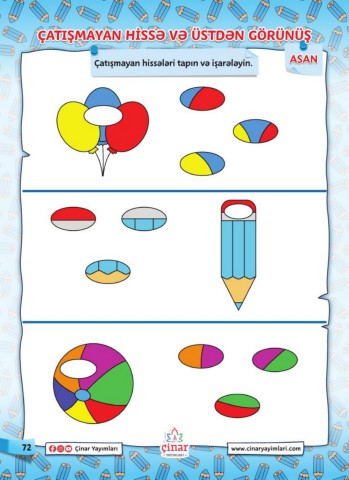 ÇATIŞMAYAN HİSSƏ VƏ ÜSTDƏN GÖRÜNÜŞ
Çatışmayan hissələri tapın və işarələyin.
ASAN
72
Çinar Yayımları
çinar
YAYIMLARI
www.cinaryayimlari.com